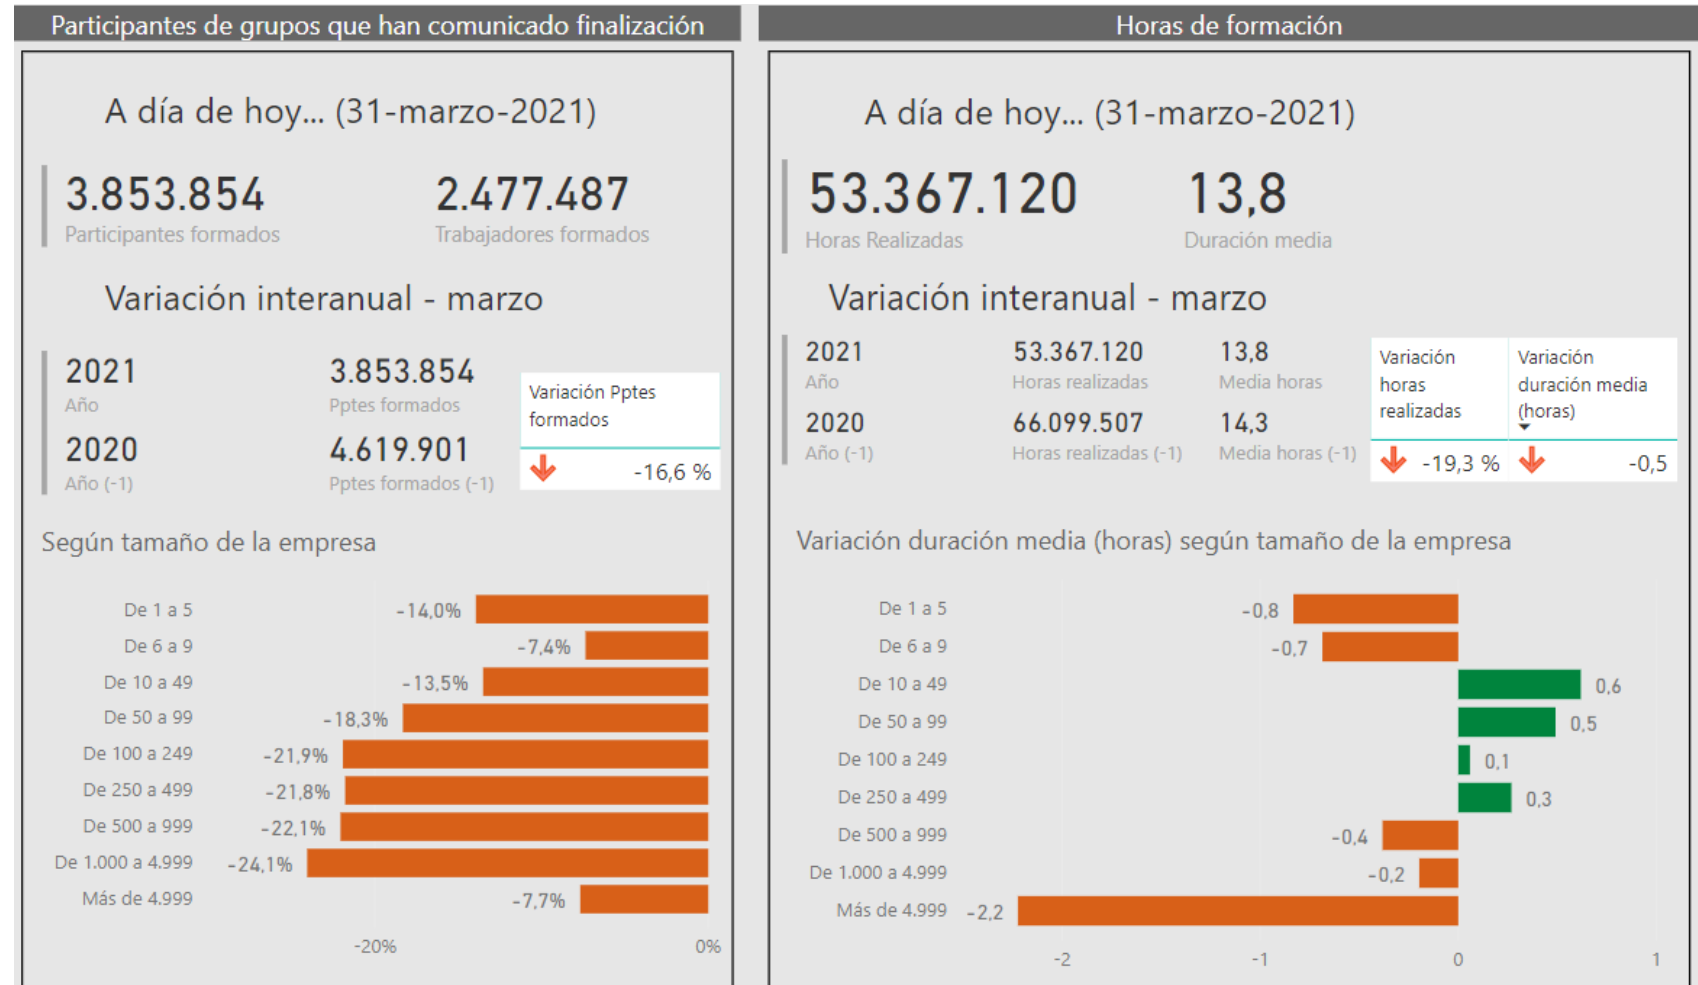 Participantes de grupos que han comunicado finalización
A día de hoy... (31-marzo-2021)
3.853.854
Participantes formados
2.477.487
Trabajadores formados
Variación interanual - marzo
2021
Año
3.853.854
Pptes formados
2020
Año (-1)
4.619.901
Pptes formados (-1)
Variación Pptes
formados
-16,6 %
Según tamaño de la empresa
De 1 a 5 -14,0%
De 6 a 9 -7,4%
De 10 a 49 -13,5%
De 50 a 99 -18,3%
De 100 a 249 -21,9%
De 250 a 499 -21,8%
De 500 a 999 -22,1%
De 1.000 a 4.999 -24,1%
Más de 4.999 -7,7%
-20% 0%
Horas de formación
A día de hoy... (31-marzo-2021)
53.367.120
Horas Realizadas
13,8
Duración media
Variación interanual - marzo
2021 53.367.120 13,8
Año Horas realizadas Media horas
2020 66.099.507 14,3
Año (-1) Horas realizadas (-1) Media horas (-1)
Variación
horas
realizadas
-19,3 %
Variación
duración media
(horas)
-0,5
Variación duración media (horas) según tamaño de la empresa
De 1 a 5 -0,8
De 6 a 9 -0,7
De 10 a 49 0,6
De 50 a 99 0,5
De 100 a 249 0,1
De 250 a 499 0,3
De 500 a 999 -0,4
De 1.000 a 4.999 -0,2
Más de 4.999 -2,2
-2 -1 0 1